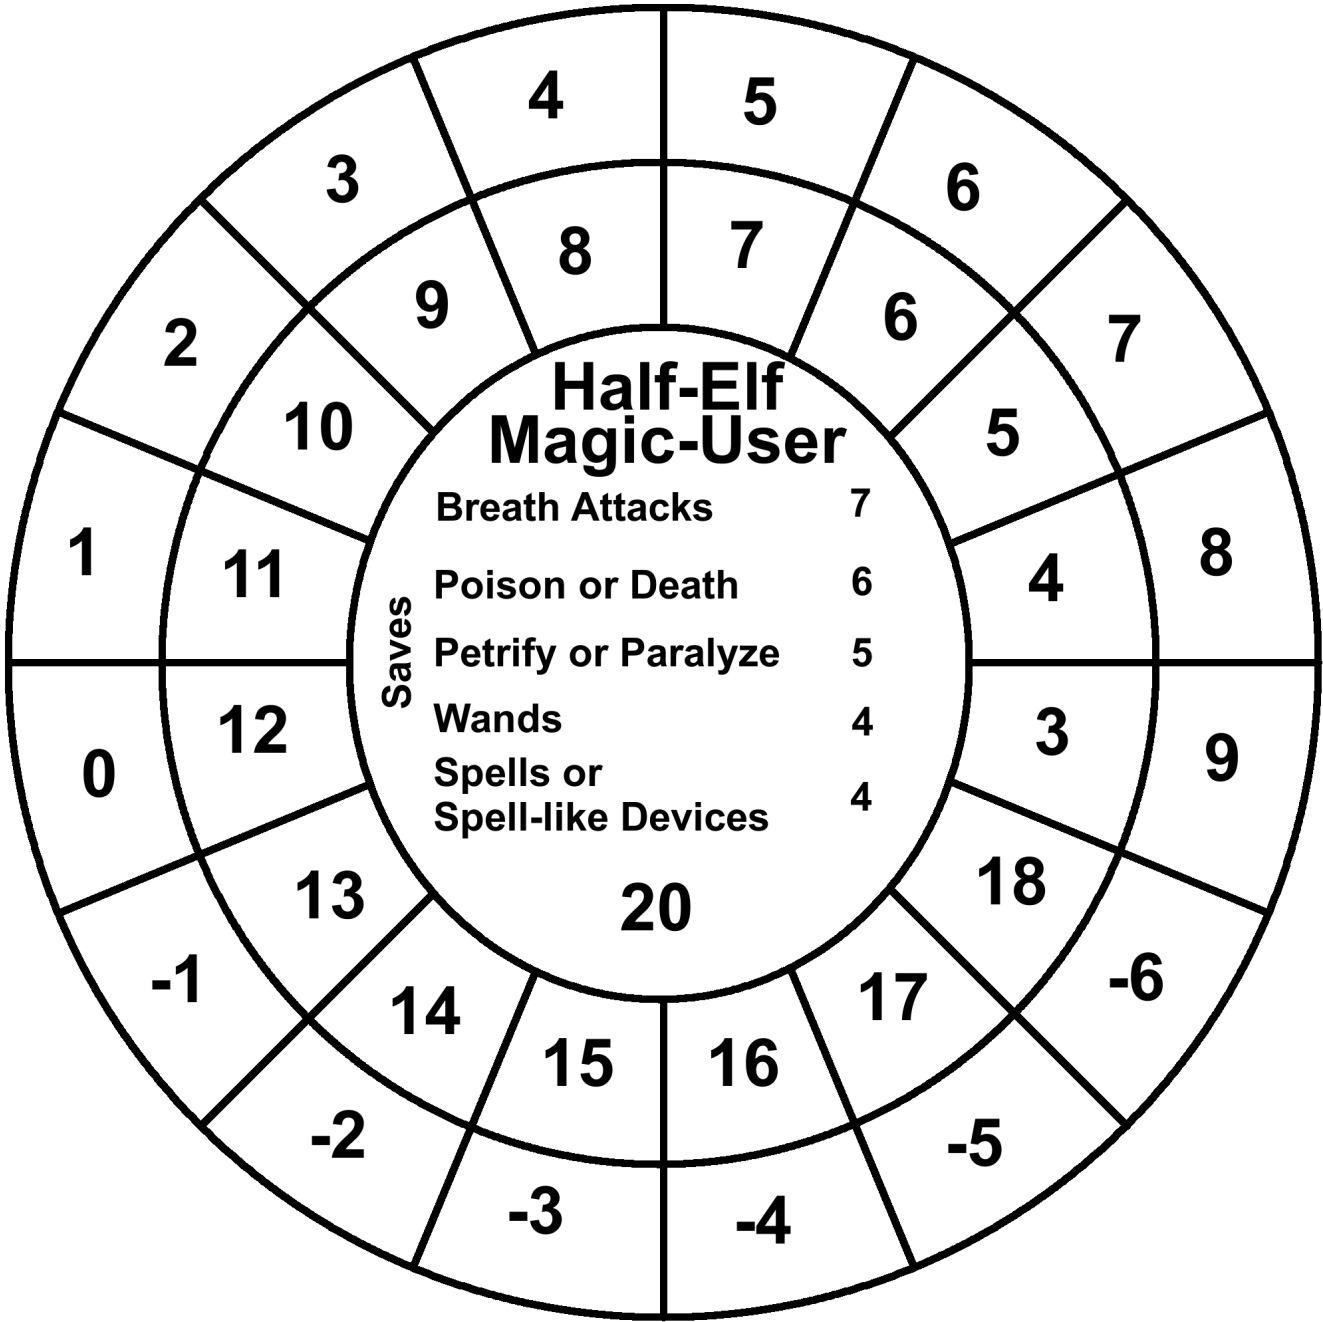 4 5
3 6
2 7
1 8
0 9
-1 -6
-2 -5
-3 -4
8 7
9 6
10 5
11 4
12 3
13 18
14 17
15 16
Half-Elf
Magic-User
Saves
Breath Attacks 7
Poison or Death 6
Petrify or Paralyze 5
Wands 4
Spells or
Spell-like Devices 4
20